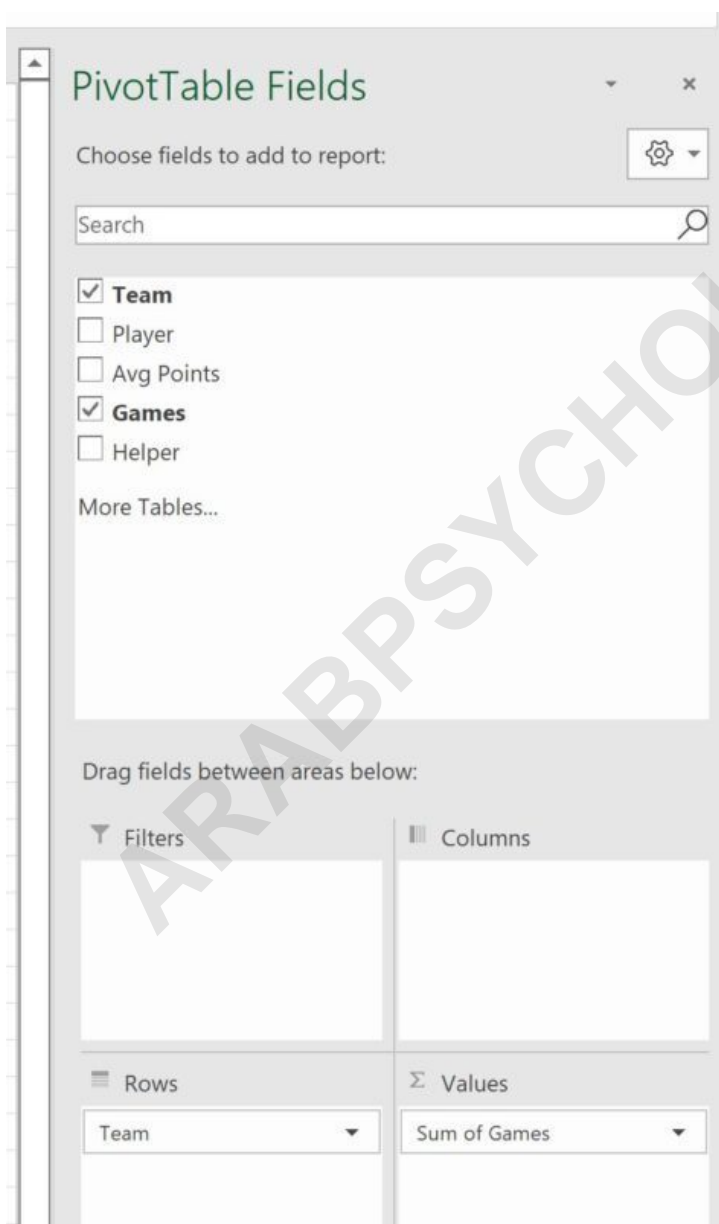 PivotTable Fields
Choose fields to add to report:
Search
Team
Player
Avg Points
Games
Helper
More Tables...
Drag fields between areas below:
Filters
Columns
Rows
Σ Values
Team
Sum of Games
ARABPSYCHO